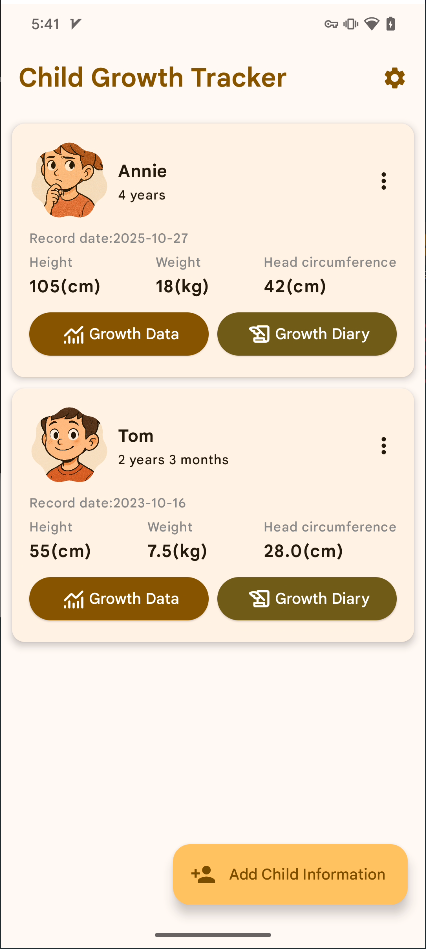 5:41
Child Growth Tracker
Annie
4 years
Record date:2025-10-27
Height Weight Head circumference
105(cm) 18(kg) 42(cm)
Growth Data Growth Diary
Tom
2 years 3 months
Record date:2023-10-16
Height Weight Head circumference
55(cm) 7.5(kg) 28.0(cm)
Growth Data Growth Diary
Add Child Information